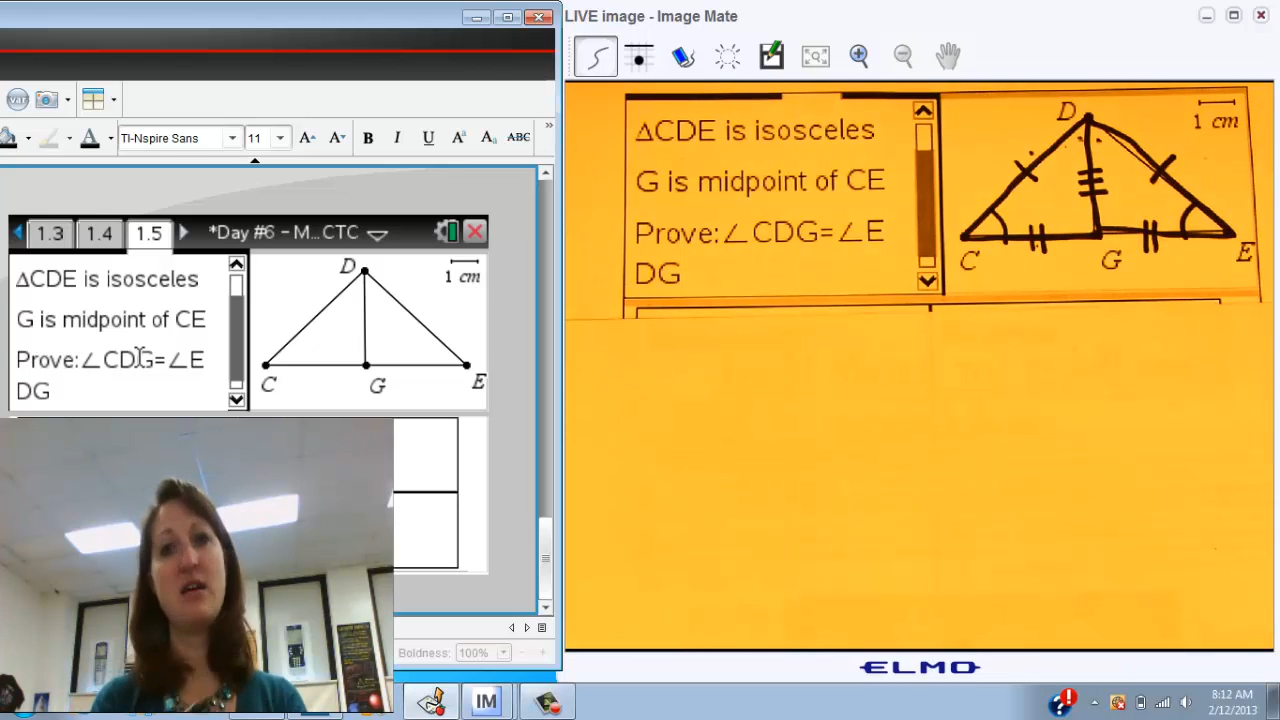 LIVE image - Image Mate
var
TI-Nspire Sans
11
A
A
A
B
I
U
A
A
ABC
»
1.3
1.4
1.5
*Day #6 – M...CTC
ΔCDE is isosceles
G is midpoint of CE
Prove:∠CDG=∠E
DG
D
1 cm
C
G
E
ΔCDE is isosceles
G is midpoint of CE
Prove:∠CDG=∠E
DG
D
1 cm
C
G
E
Boldness:
100%
ELMO
IM
8:12 AM
2/12/2013